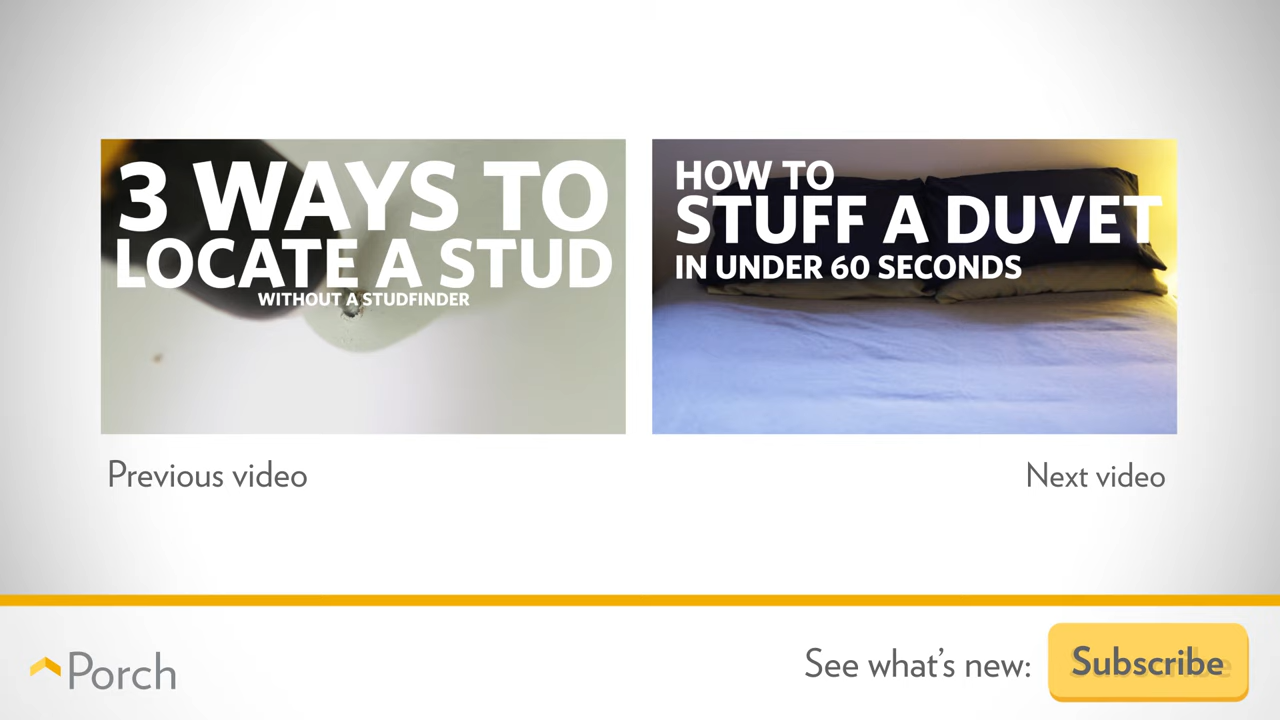 3 WAYS TO
LOCATE A STUD
WITHOUT A STUDFINDER
HOW TO
STUFF A DUVET
IN UNDER 60 SECONDS
Previous video
Next video
Porch
See what's new:
Subscribe